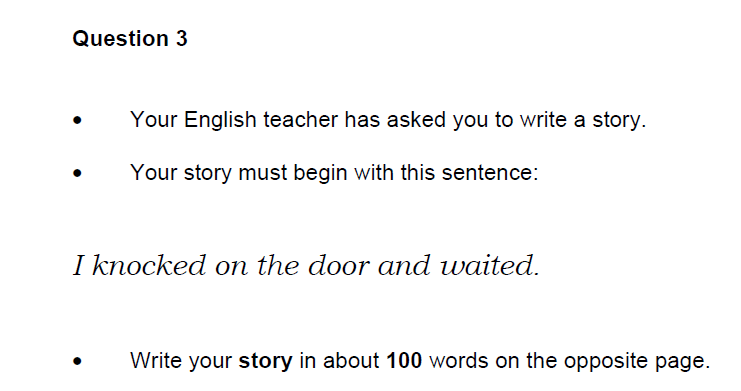 Question 3
• Your English teacher has asked you to write a story.
• Your story must begin with this sentence:
I knocked on the door and waited.
• Write your story in about 100 words on the opposite page.